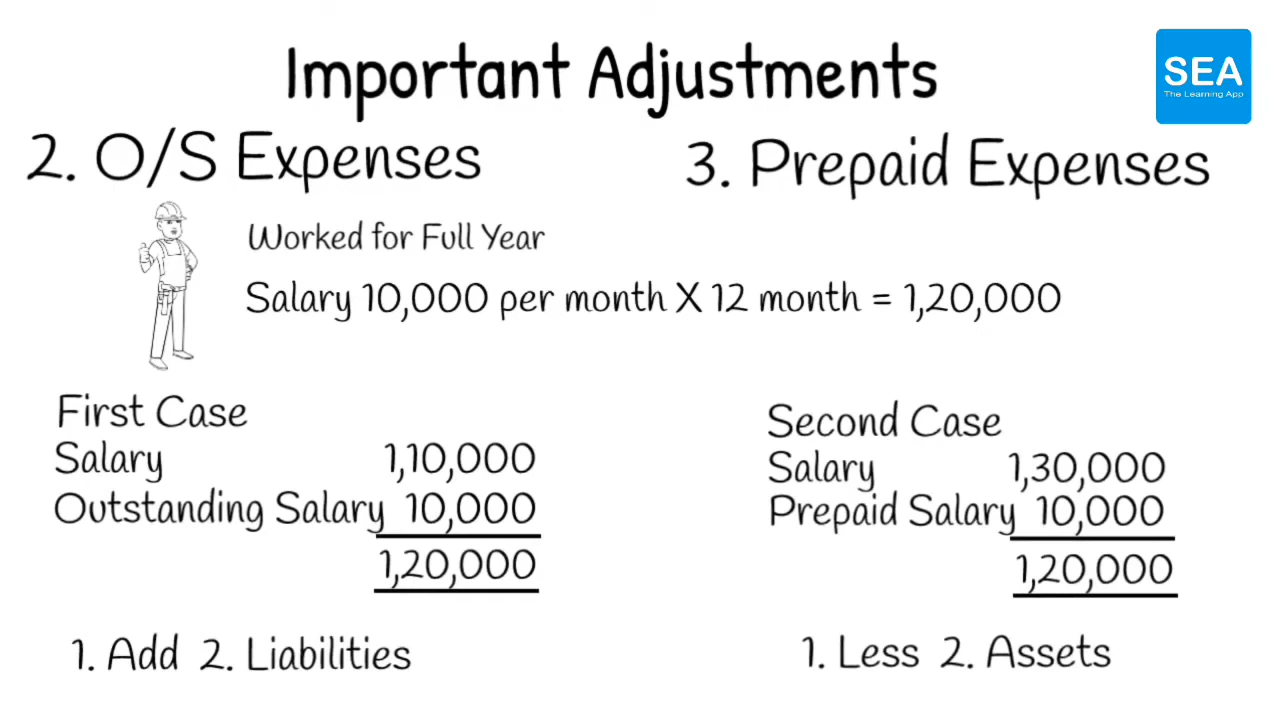 Important Adjustments
SEA
The Learning App
2. O/S Expenses
3. Prepaid Expenses
Worked for Full Year
Salary 10,000 per month X 12 month = 1,20,000
First Case
Salary 1,10,000
Outstanding Salary 10,000
1,20,000
1. Add 2. Liabilities
Second Case
Salary 1,30,000
Prepaid Salary 10,000
1,20,000
1. Less 2. Assets